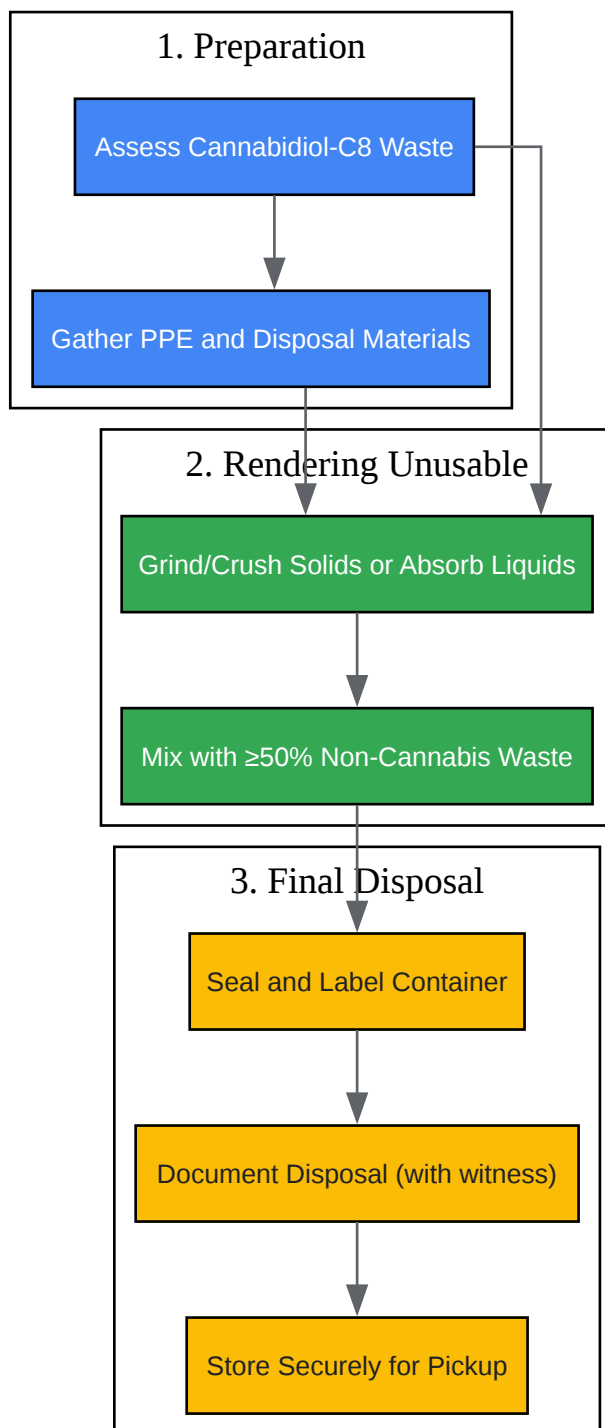 1. Preparation
Assess Cannabidiol-C8 Waste
Gather PPE and Disposal Materials
2. Rendering Unusable
Grind/Crush Solids or Absorb Liquids
Mix with ≥50% Non-Cannabis Waste
3. Final Disposal
Seal and Label Container
Document Disposal (with witness)
Store Securely for Pickup